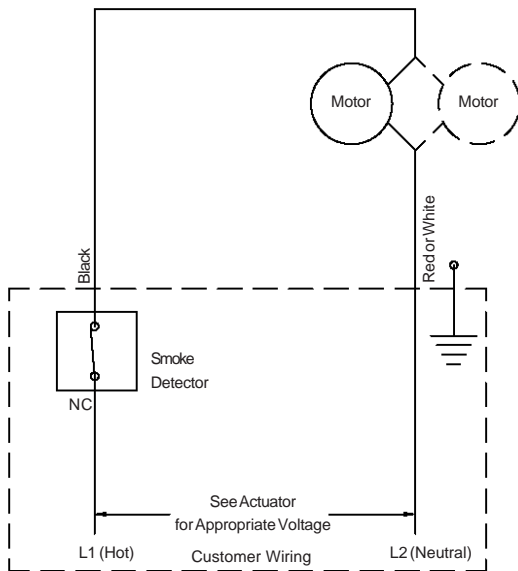 Motor
Motor
Black
Red or White
Smoke
Detector
NC
See Actuator
for Appropriate Voltage
L1 (Hot)
Customer Wiring
L2 (Neutral)